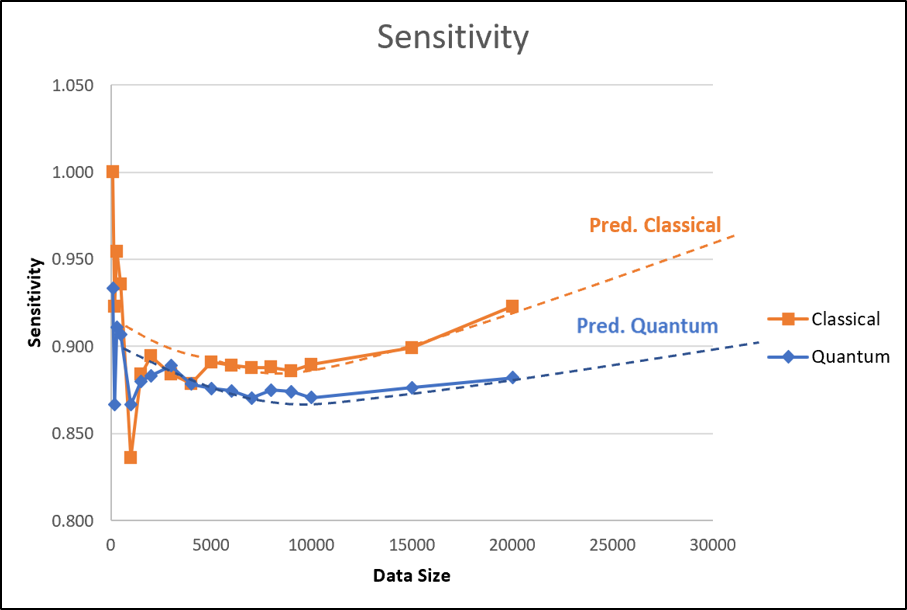 Sensitivity
1.050
1.000
0.950
0.900
0.850
0.800
Sensitivity
Pred. Classical
Pred. Quantum
Classical
Quantum
0 5000 10000 15000 20000 25000 30000
Data Size